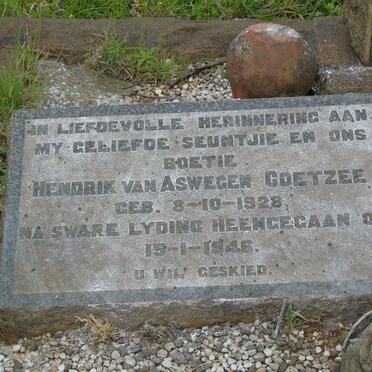 IN LIEFDEVOLLE HERINNERING AAN
MY GELIEFDE SEUNTJIE EN ONS
BOETIE
HENDRIK VAN ASWEGEN COETZEE
GEB. 8-10-1928.
NA SWARE LYDING HEENGEGAAN O
19-1-1946.
U WIL GESKIED.